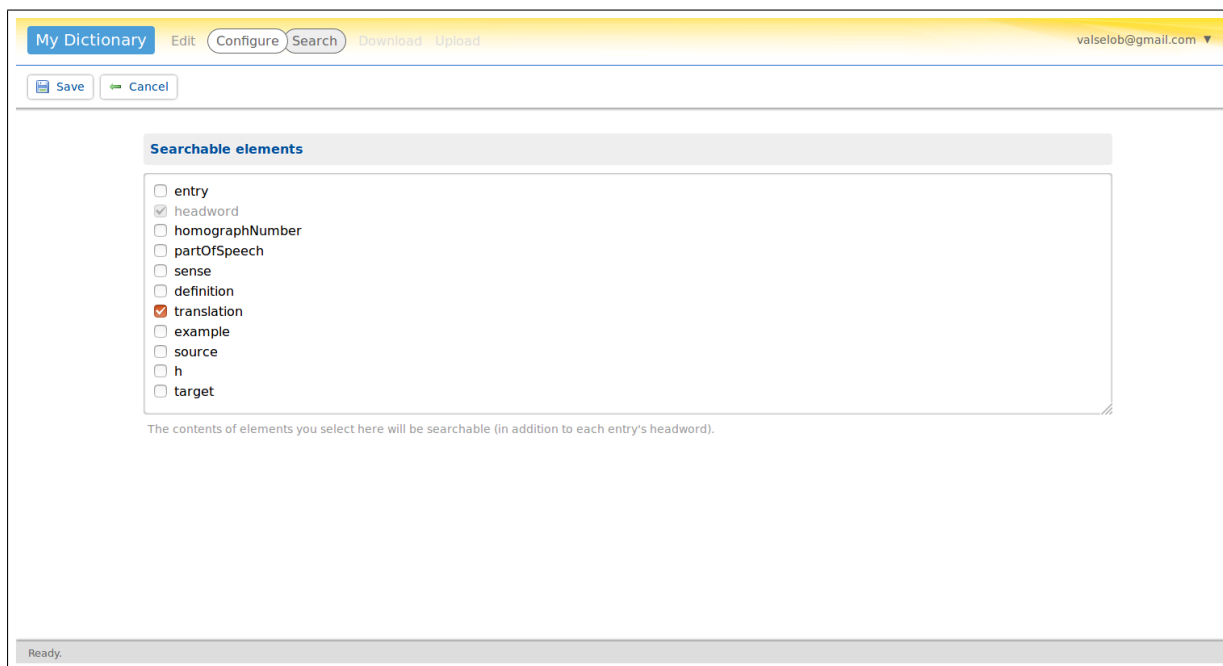 My Dictionary Edit Configure Search Download Upload valselob@gmail.com ▼
Save Cancel
Searchable elements
entry
headword
homographNumber
partOfSpeech
sense
definition
translation
example
source
h
target
The contents of elements you select here will be searchable (in addition to each entry's headword).
Ready.